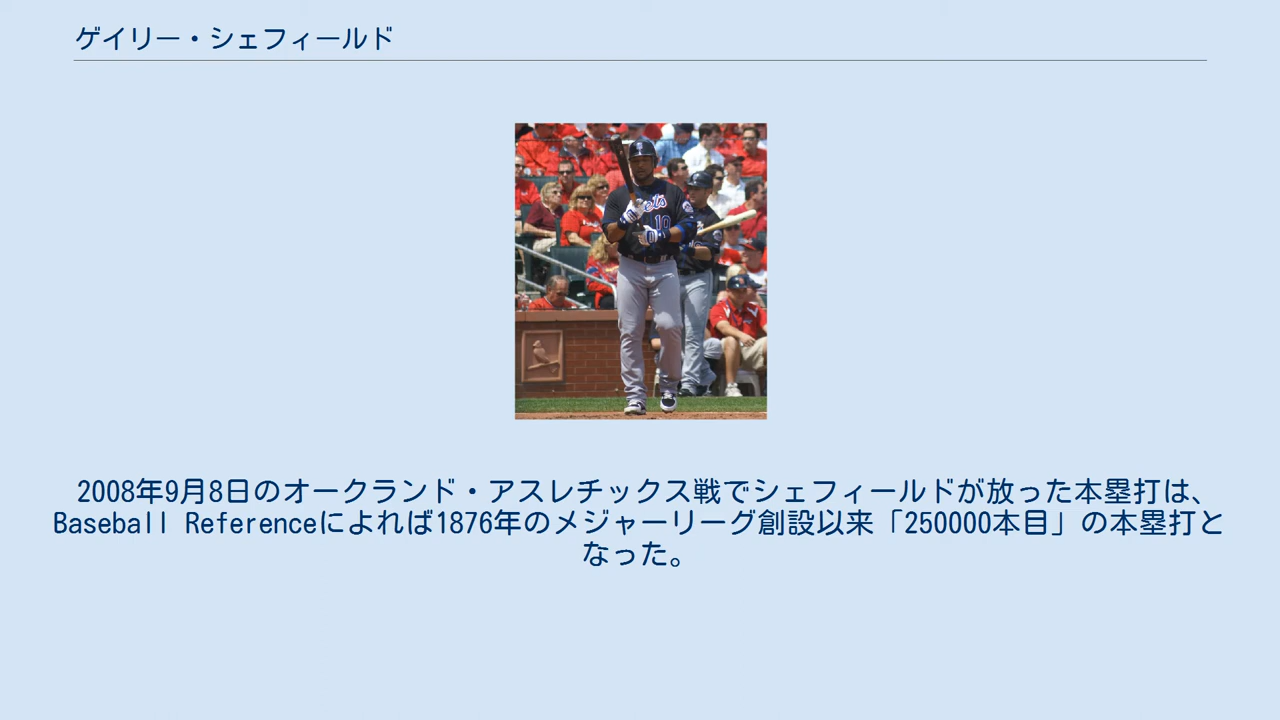 ゲイリー・シェフィールド
ets
10
2008年9月8日のオークランド・アスレチックス戦でシェフィールドが放った本塁打は、
Baseball Referenceによれば1876年のメジャーリーグ創設以来「250000本目」の本塁打と
なった。